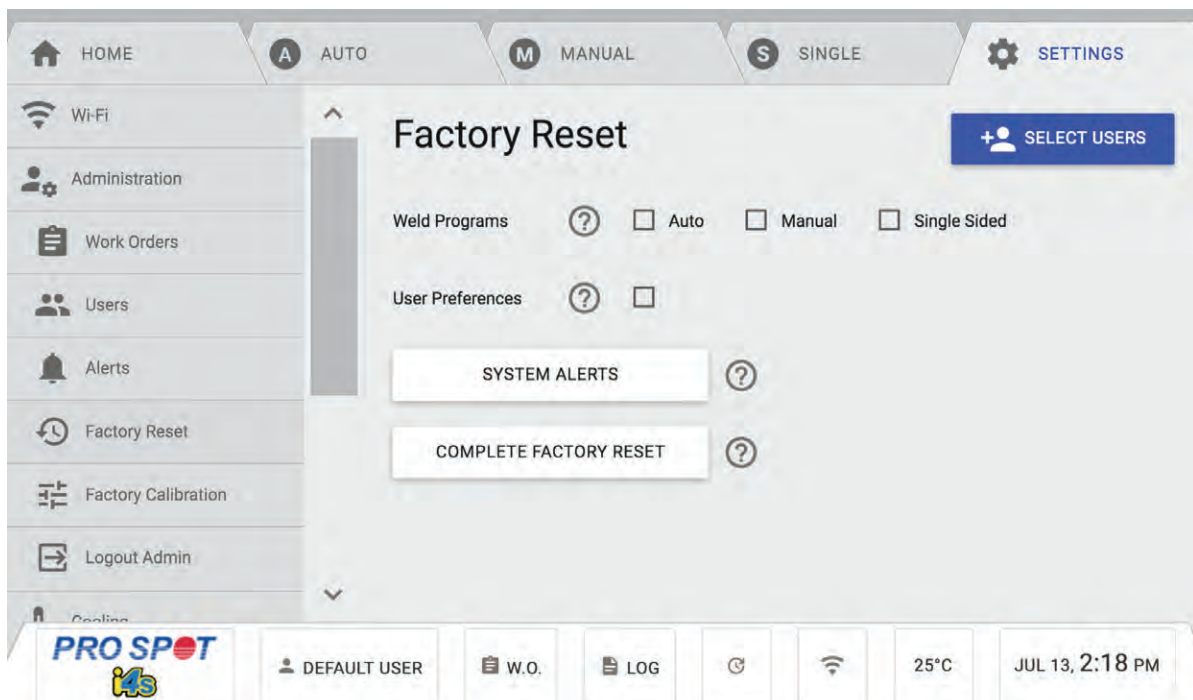 HOME
A AUTO
M MANUAL
S SINGLE
SETTINGS
Wi-Fi
Administration
Work Orders
Users
Alerts
Factory Reset
Factory Calibration
Logout Admin
Cooling
Factory Reset
SELECT USERS
Weld Programs ? Auto Manual Single Sided
User Preferences ?
SYSTEM ALERTS ?
COMPLETE FACTORY RESET ?
PRO SPOT
i4s
DEFAULT USER
W.O.
LOG
25°C
JUL 13, 2:18 PM